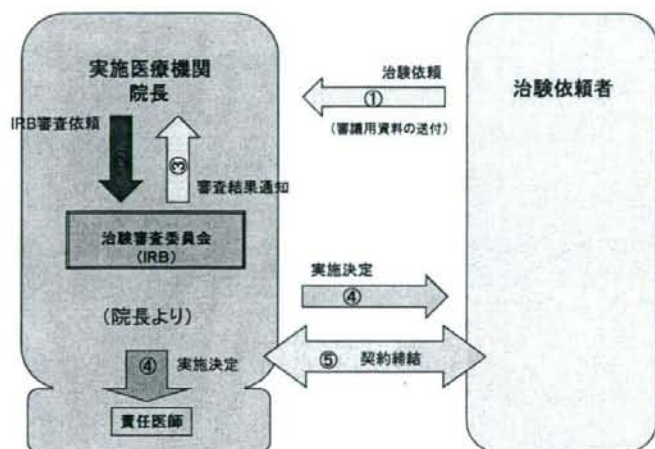 実施医療機関
院長
治験依頼
①
(審議用資料の送付)
治験依頼者
IRB審査依頼
③
審査結果通知
治験審査委員会
(IRB)
実施決定
④
(院長より)
④
実施決定
⑤
契約締結
責任医師